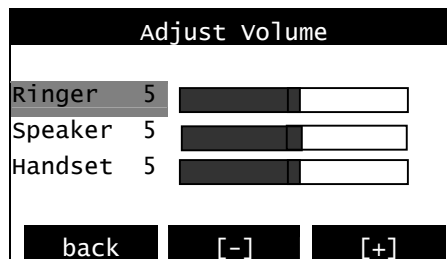 Adjust Volume
Ringer 5
Speaker 5
Handset 5
back [-] [+]